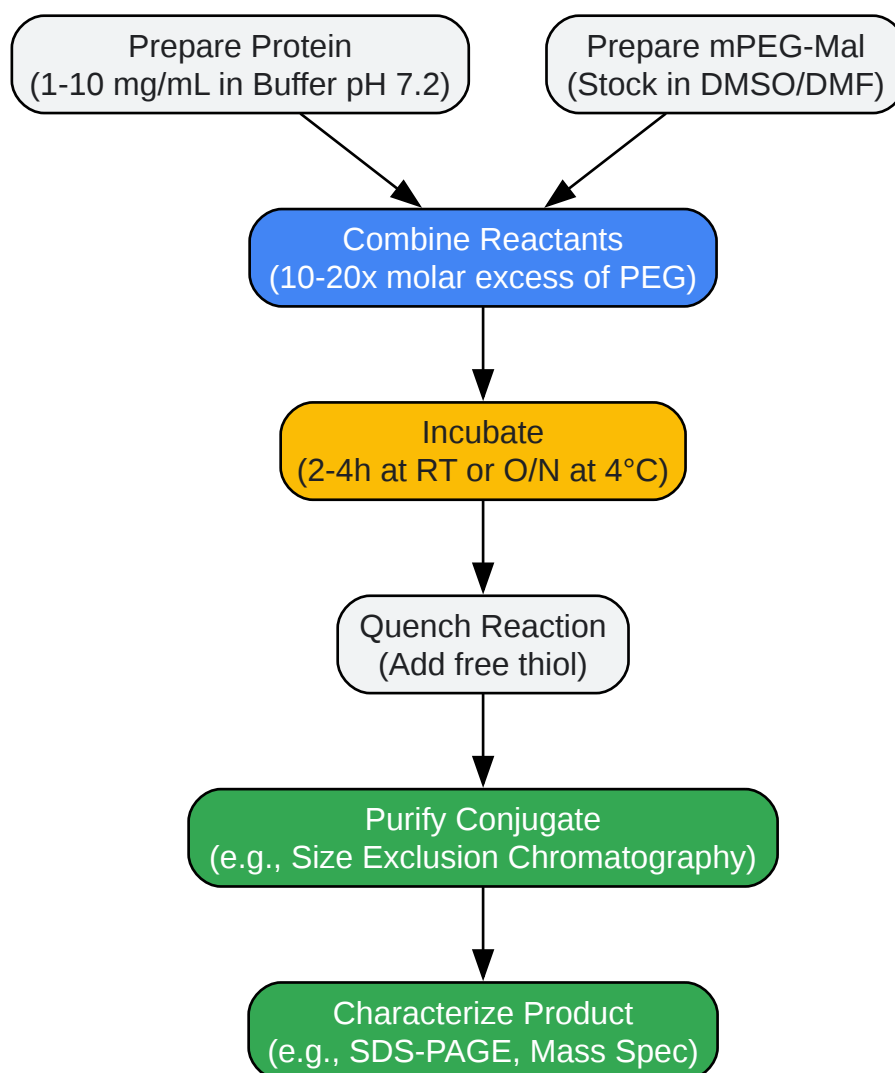 Prepare Protein
(1-10 mg/mL in Buffer pH 7.2)
Prepare mPEG-Mal
(Stock in DMSO/DMF)
Combine Reactants
(10-20x molar excess of PEG)
Incubate
(2-4h at RT or O/N at 4°C)
Quench Reaction
(Add free thiol)
Purify Conjugate
(e.g., Size Exclusion Chromatography)
Characterize Product
(e.g., SDS-PAGE, Mass Spec)